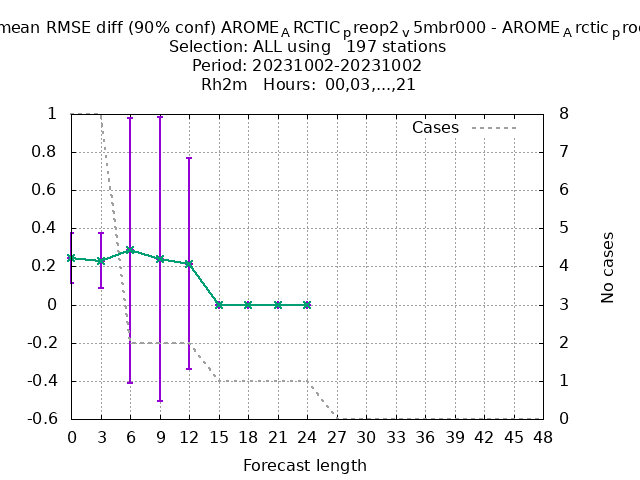 mean RMSE diff (90% conf) AROME_ARCTIC_preop2_v5mbr000 - AROME_Arctic_pro
Selection: ALL using   197 stations
Period: 20231002-20231002
Rh2m   Hours: 00,03,...,21
Cases
1
0.8
0.6
0.4
0.2
0
-0.2
-0.4
-0.6
8
7
6
5
4
3
2
1
0
No cases
0 3 6 9 12 15 18 21 24 27 30 33 36 39 42 45 48
Forecast length